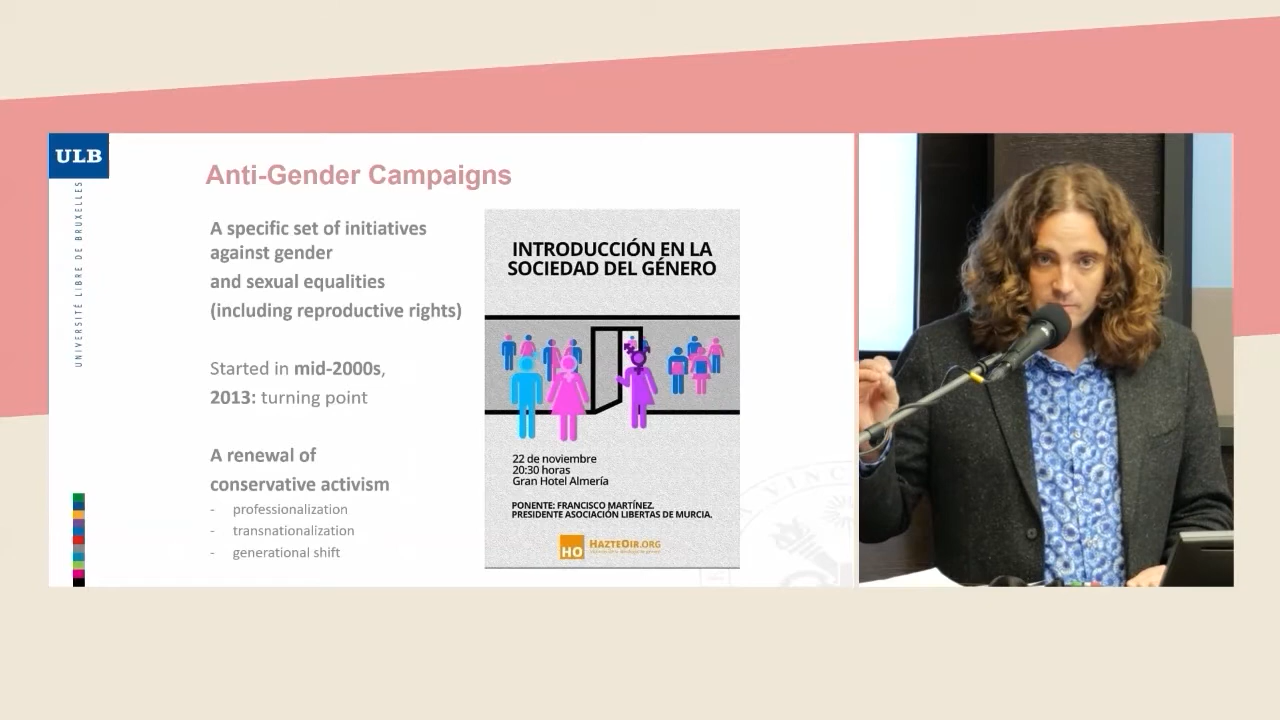 ULB
UNIVERSITÉ LIBRE DE BRUXELLES
Anti-Gender Campaigns
A specific set of initiatives
against gender
and sexual equalities
(including reproductive rights)
Started in mid-2000s,
2013: turning point
A renewal of
conservative activism
- professionalization
- transnationalization
- generational shift
INTRODUCCIÓN EN LA
SOCIEDAD DEL GÉNERO
22 de noviembre
20:30 horas
Gran Hotel Almería
PONENTE: FRANCISCO MARTÍNEZ.
PRESIDENTE ASOCIACIÓN LIBERTAS DE MURCIA.
HO HAZTEOIR.ORG